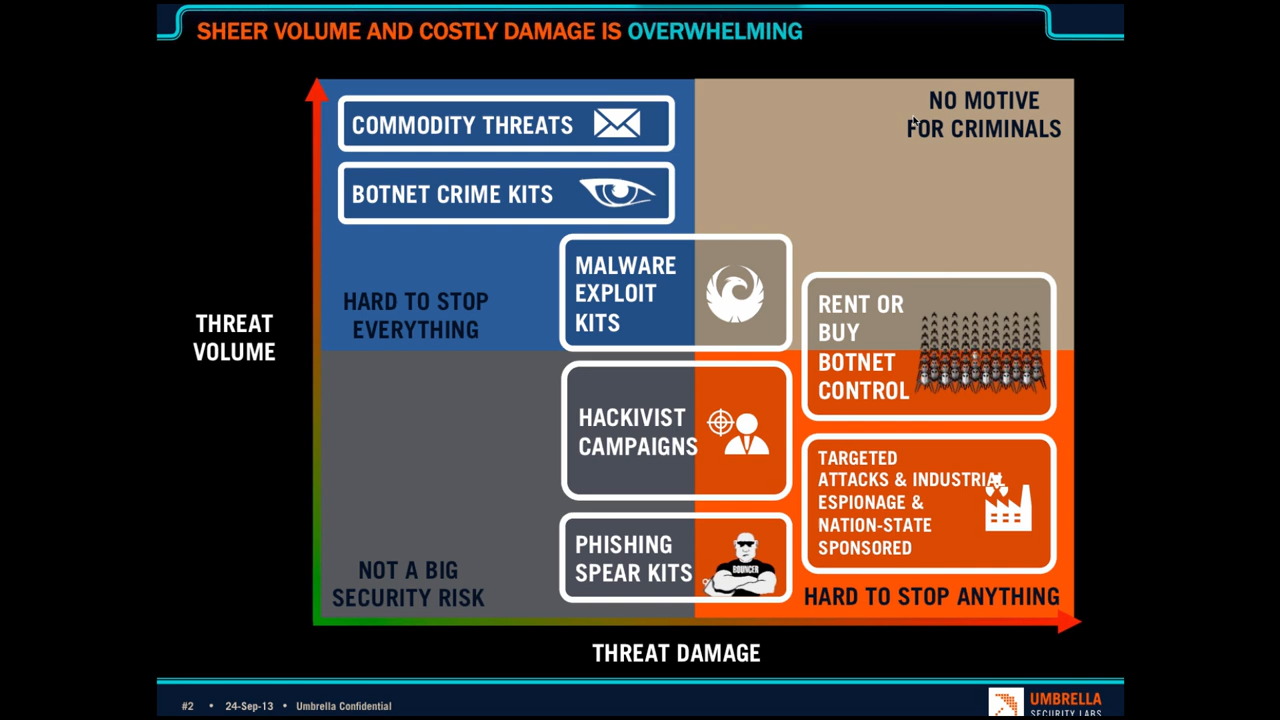 SHEER VOLUME AND COSTLY DAMAGE IS OVERWHELMING
NO MOTIVE
FOR CRIMINALS
COMMODITY THREATS
BOTNET CRIME KITS
MALWARE
EXPLOIT
KITS
HARD TO STOP
EVERYTHING
RENT OR
BUY
BOTNET
CONTROL
THREAT
VOLUME
HACKIVIST
CAMPAIGNS
TARGETED
ATTACKS & INDUSTRIAL
ESPIONAGE &
NATION-STATE
SPONSORED
PHISHING
SPEAR KITS
BOUNCER
NOT A BIG
SECURITY RISK
HARD TO STOP ANYTHING
THREAT DAMAGE
#2 • 24-Sep-13 • Umbrella Confidential
UMBRELLA
SECURITY LABS